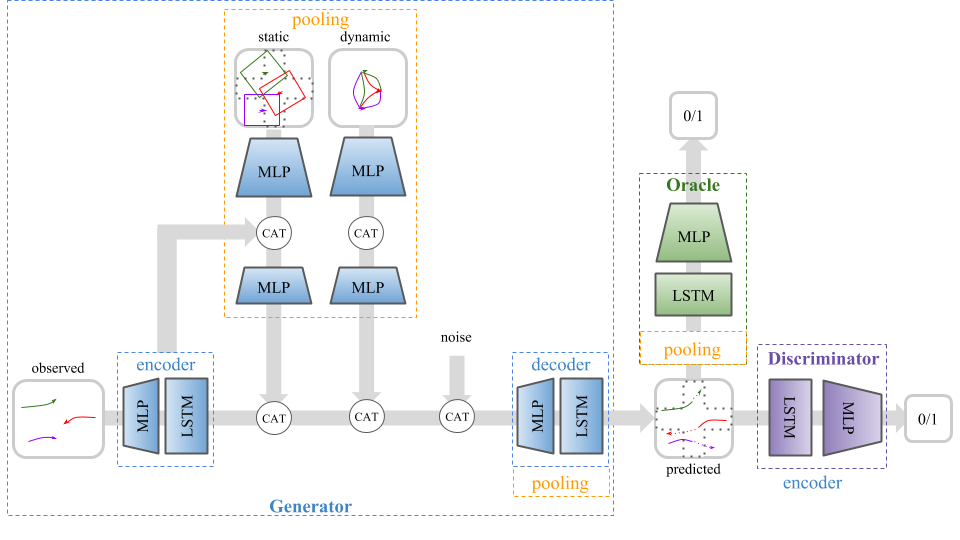 pooling
static
dynamic
MLP
MLP
CAT
CAT
MLP
MLP
observed
encoder
MLP
LSTM
CAT
CAT
noise
CAT
decoder
MLP
LSTM
pooling
Generator
0/1
Oracle
MLP
LSTM
pooling
predicted
Discriminator
LSTM
MLP
encoder
0/1